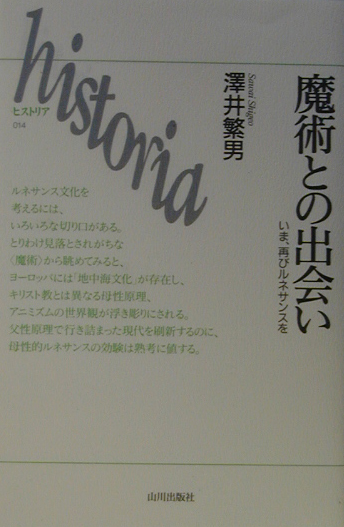 historia
ヒストリア
014
魔術との出会い
いま、再びルネサンスを
澤井繁男
Sawai Shigeo
ルネサンス文化を
考えるには、
いろいろな切り口がある。
とりわけ見落とされがちな
〈魔術〉から眺めてみると、
ヨーロッパには「地中海文化」が存在し、
キリスト教とは異なる母性原理、
アニミズムの世界観が浮き彫りにされる。
父性原理で行き詰まった現代を刷新するのに、
母性的ルネサンスの効験は熟考に値する。
山川出版社